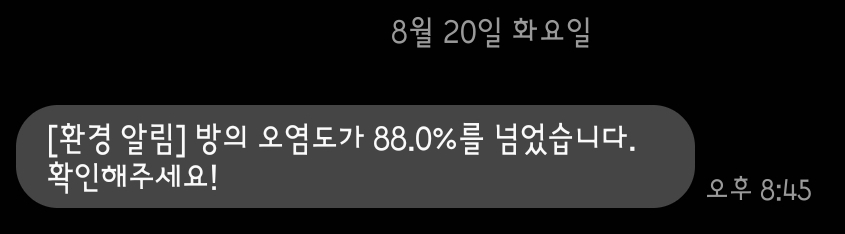 8월 20일 화요일
[환경 알림] 방의 오염도가 88.0%를 넘었습니다.
확인해주세요!
오후 8:45